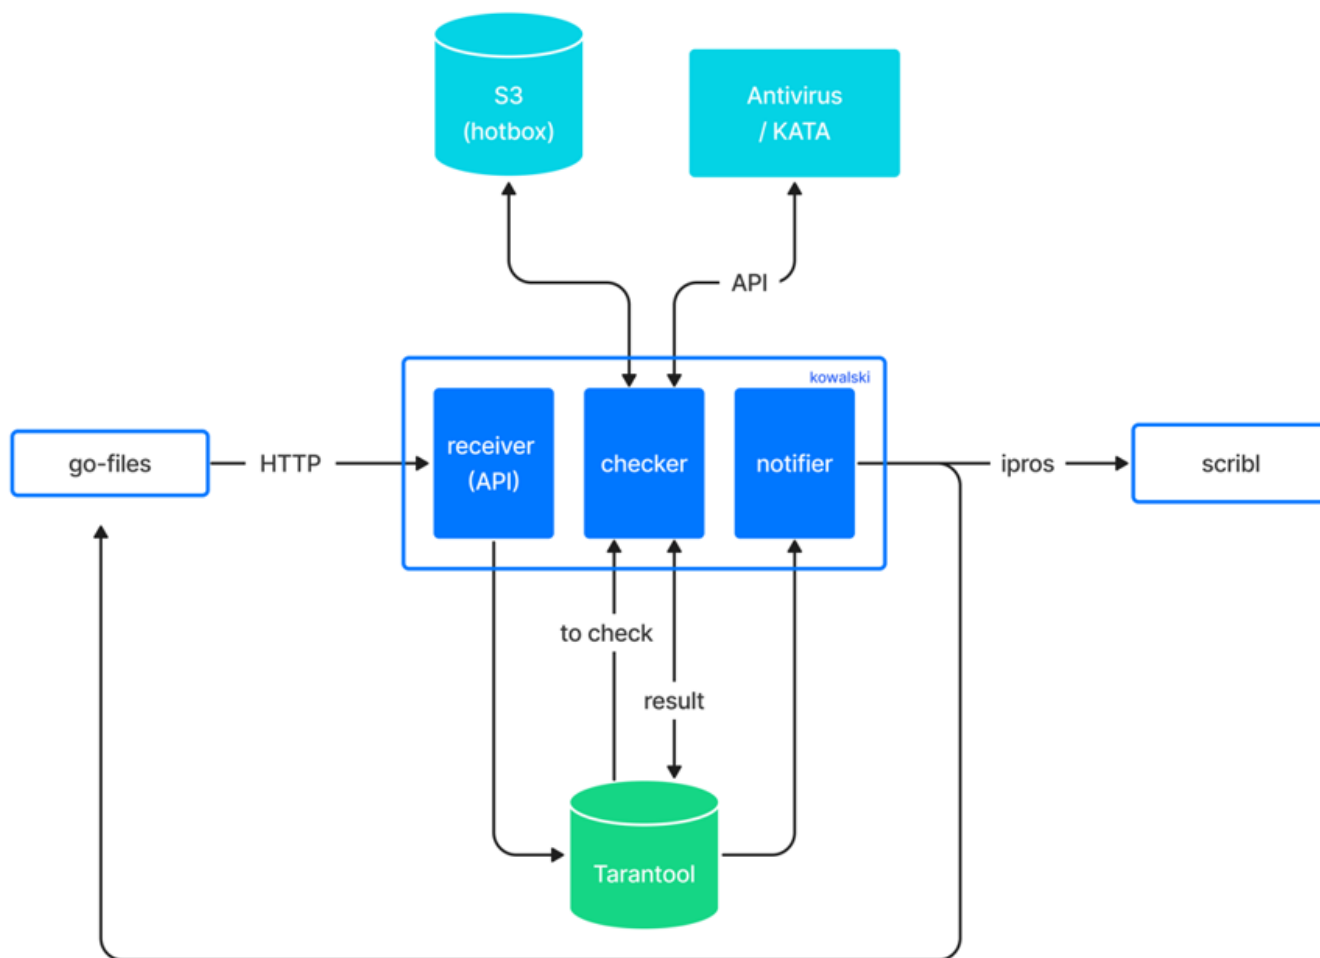 S3
(hotbox)
Antivirus
/ KATA
API
kowalski
go-files
HTTP
receiver
(API)
checker
notifier
ipros
scribl
to check
result
Tarantool